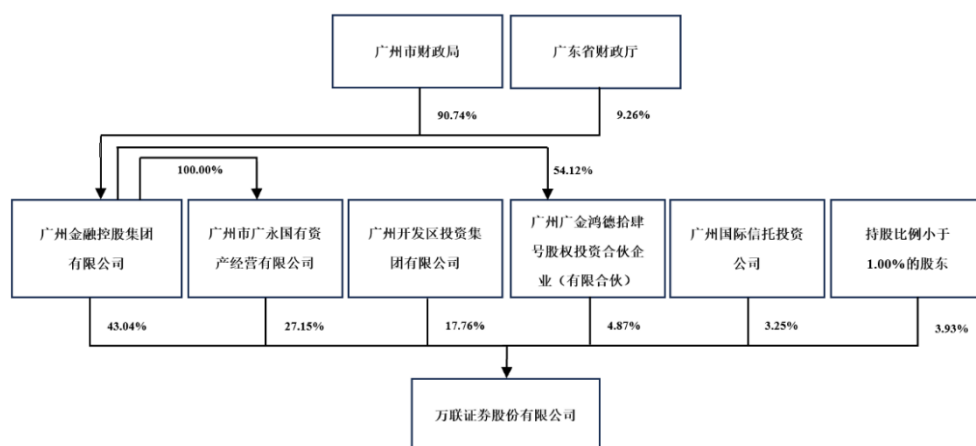 广州市财政局
广东省财政厅
90.74%
9.26%
100.00%
54.12%
广州金融控股集团
有限公司
广州市广永国有资
产经营有限公司
广州开发区投资集
团有限公司
广州广金鸿德拾肆
号股权投资合伙企
业（有限合伙）
广州国际信托投资
公司
持股比例小于
1.00%的股东
43.04%
27.15%
17.76%
4.87%
3.25%
3.93%
万联证券股份有限公司